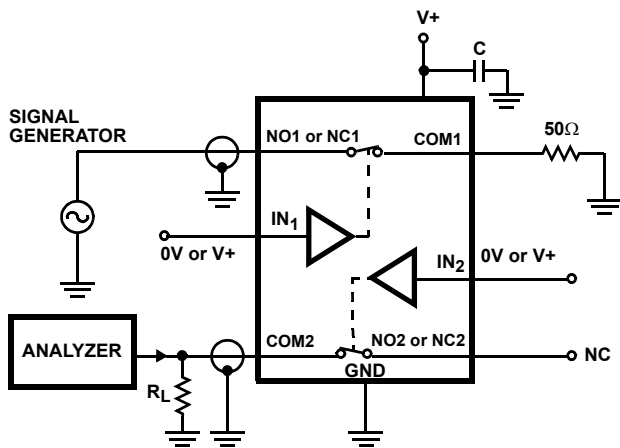 V+
C
SIGNAL
GENERATOR
NO1 or NC1
COM1
50Ω
IN1
0V or V+
IN2
0V or V+
ANALYZER
COM2
NO2 or NC2
NC
GND
RL